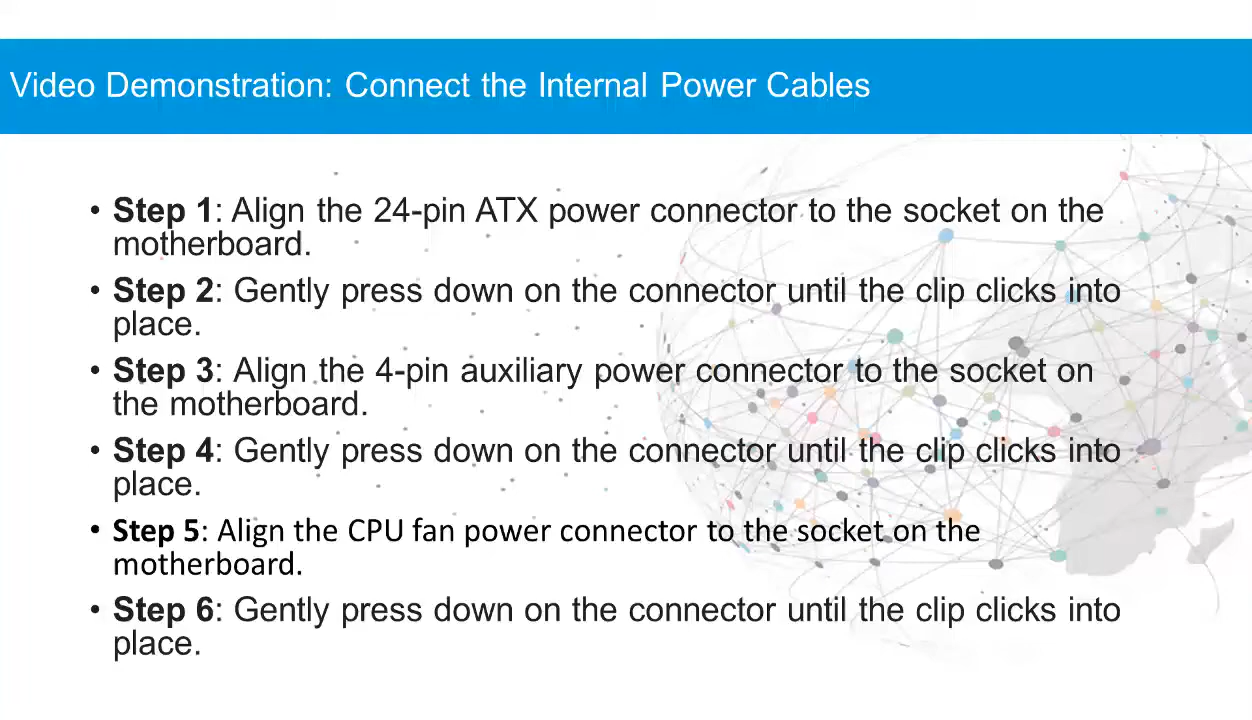 Video Demonstration: Connect the Internal Power Cables
• Step 1: Align the 24-pin ATX power connector to the socket on the
motherboard.
• Step 2: Gently press down on the connector until the clip clicks into
place.
• Step 3: Align the 4-pin auxiliary power connector to the socket on
the motherboard.
• Step 4: Gently press down on the connector until the clip clicks into
place.
• Step 5: Align the CPU fan power connector to the socket on the
motherboard.
• Step 6: Gently press down on the connector until the clip clicks into
place.